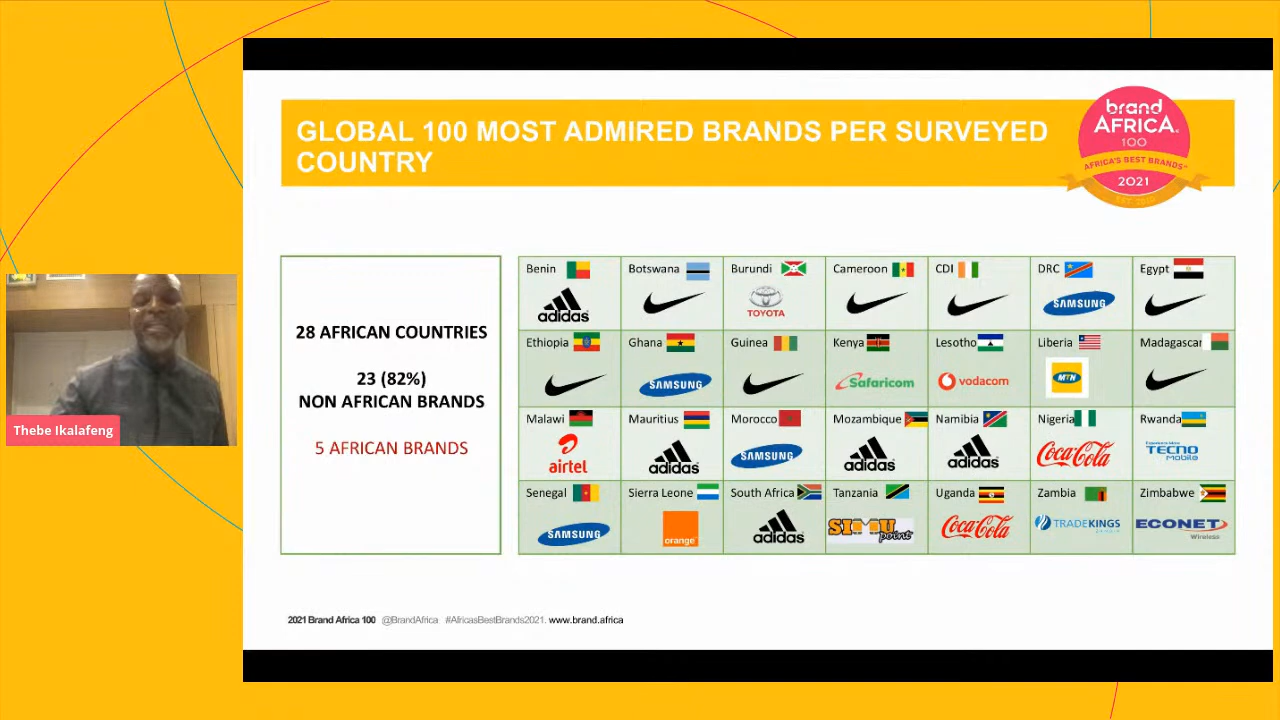 GLOBAL 100 MOST ADMIRED BRANDS PER SURVEYED
COUNTRY
brand
AFRICA
100
AFRICA'S BEST BRANDS
2021
EST. 2010
28 AFRICAN COUNTRIES
23 (82%)
NON AFRICAN BRANDS
5 AFRICAN BRANDS
Benin Botswana Burundi Cameroon CDI DRC Egypt
adidas TOYOTA SAMSUNG
Ethiopia Ghana Guinea Kenya Lesotho Liberia Madagascar
SAMSUNG Safaricom vodacom MTN
Malawi Mauritius Morocco Mozambique Namibia Nigeria Rwanda
airtel adidas SAMSUNG adidas adidas Coca-Cola TECNO
Mobile
Senegal Sierra Leone South Africa Tanzania Uganda Zambia Zimbabwe
SAMSUNG orange adidas SIMU point Coca-Cola TRADEKINGS ECONET
Wireless
Thebe Ikalafeng
2021 Brand Africa 100 @BrandAfrica #AfricasBestBrands2021. www.brand.africa